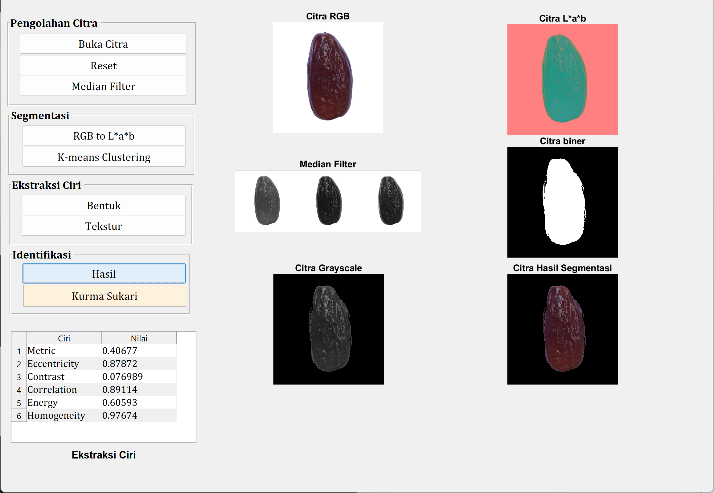 Pengolahan Citra
Buka Citra
Reset
Median Filter
Segmentasi
RGB to L*a*b
K-means Clustering
Ekstraksi Ciri
Bentuk
Tekstur
Identifikasi
Hasil
Kurma Sukari
Ciri Nilai
1 Metric 0.40677
2 Eccentricity 0.87872
3 Contrast 0.076989
4 Correlation 0.89114
5 Energy 0.60593
6 Homogeneity 0.97674
Ekstraksi Ciri
Citra RGB
Median Filter
Citra Grayscale
Citra L*a*b
Citra biner
Citra Hasil Segmentasi